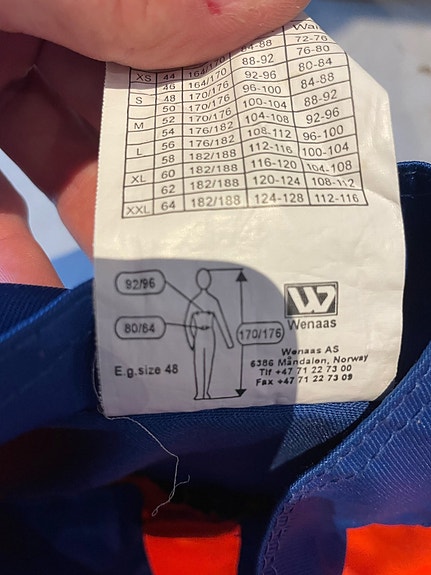 Wai
XS 44 164/170 84-88 72-76
46 164/170 88-92 76-80
S 48 170/176 92-96 80-84
50 170/176 96-100 84-88
M 52 170/176 100-104 88-92
54 176/182 104-108 92-96
L 56 176/182 108-112 96-100
58 182/188 112-116 100-104
XL 60 182/188 116-120 104-108
62 182/188 120-124 108-112
XXL 64 182/188 124-128 112-116
92/96
80/84
170/176
E.g.size 48
W
Wenaas
Wenaas AS
6386 Måndalen, Norway
Tlf +47 71 22 73 00
Fax +47 71 22 73 09